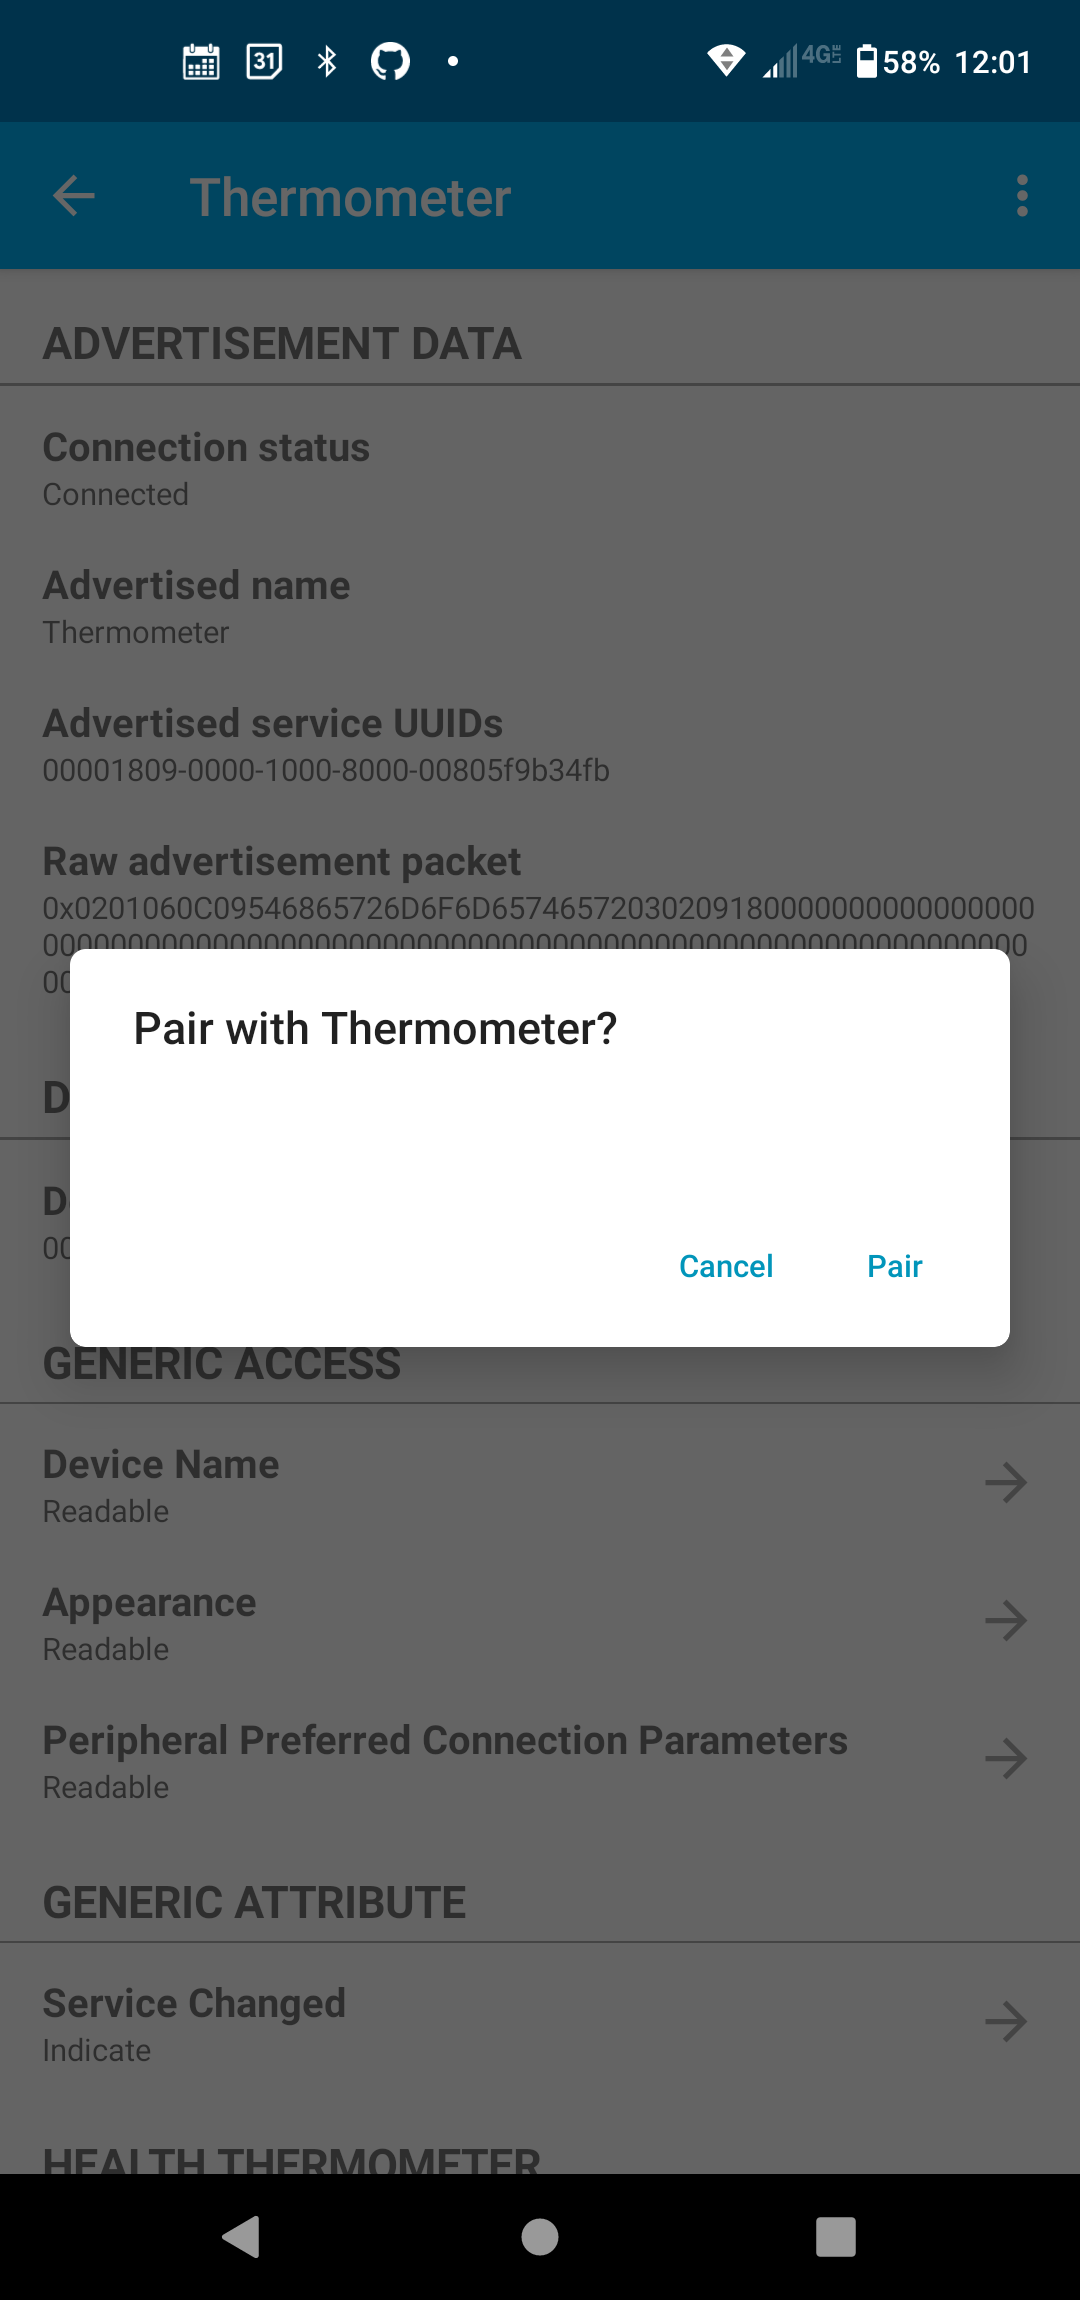 31 4G LTE 58% 12:01
Thermometer
ADVERTISEMENT DATA
Connection status
Connected
Advertised name
Thermometer
Advertised service UUIDs
00001809-0000-1000-8000-00805f9b34fb
Raw advertisement packet
0x0201060C09546865726D6F6D657465720302091800000000000000
00
Pair with Thermometer?
D
D
00
Cancel Pair
GENERIC ACCESS
Device Name
Readable
Appearance
Readable
Peripheral Preferred Connection Parameters
Readable
GENERIC ATTRIBUTE
Service Changed
Indicate
HEALTH THERMOMETER